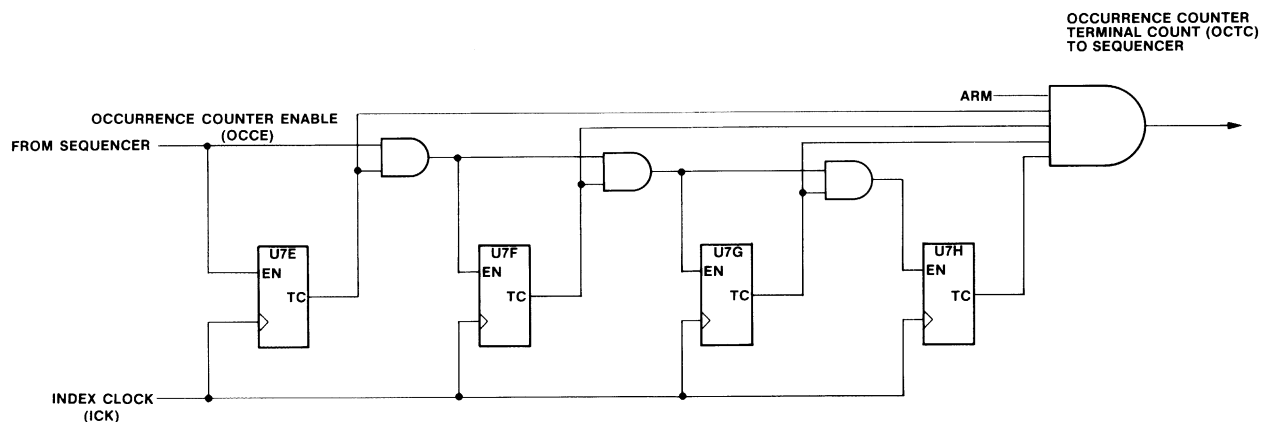 OCCURRENCE COUNTER
TERMINAL COUNT (OCTC)
TO SEQUENCER
ARM
OCCURRENCE COUNTER ENABLE
(OCCE)
FROM SEQUENCER
U7E
EN
TC
U7F
EN
TC
U7G
EN
TC
U7H
EN
TC
INDEX CLOCK
(ICK)